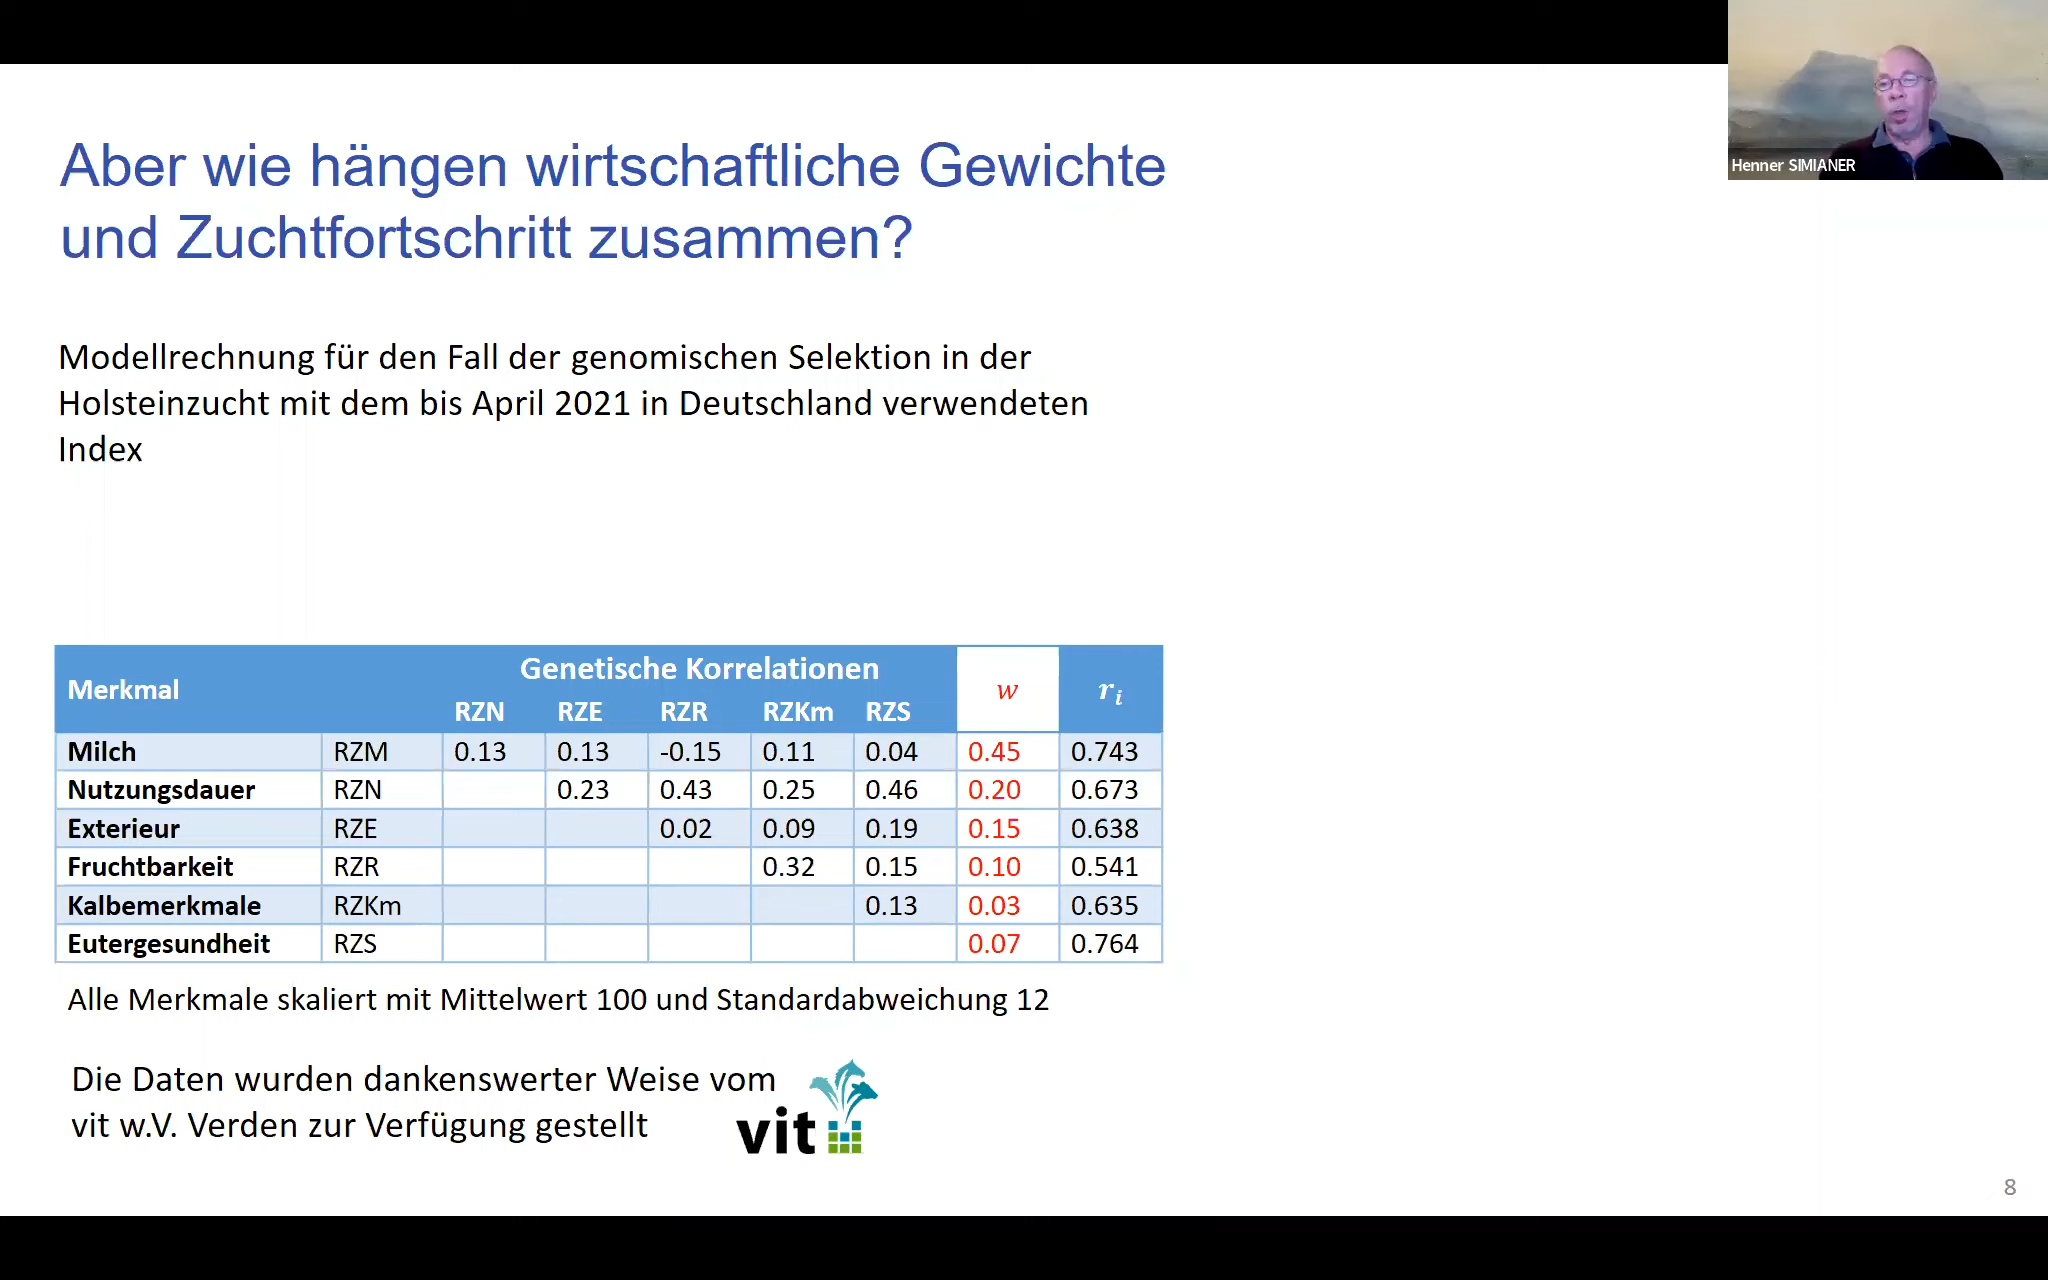 Henner SIMIANER
Aber wie hängen wirtschaftliche Gewichte
und Zuchtfortschritt zusammen?
Modellrechnung für den Fall der genomischen Selektion in der
Holsteinzucht mit dem bis April 2021 in Deutschland verwendeten
Index
Merkmal Genetische Korrelationen w rᵢ
RZN RZE RZR RZKm RZS
Milch RZM 0.13 0.13 -0.15 0.11 0.04 0.45 0.743
Nutzungsdauer RZN 0.23 0.43 0.25 0.46 0.20 0.673
Exterieur RZE 0.02 0.09 0.19 0.15 0.638
Fruchtbarkeit RZR 0.32 0.15 0.10 0.541
Kalbemerkmale RZKm 0.13 0.03 0.635
Eutergesundheit RZS 0.07 0.764
Alle Merkmale skaliert mit Mittelwert 100 und Standardabweichung 12
Die Daten wurden dankenswerter Weise vom
vit w.V. Verden zur Verfügung gestellt
vit
8